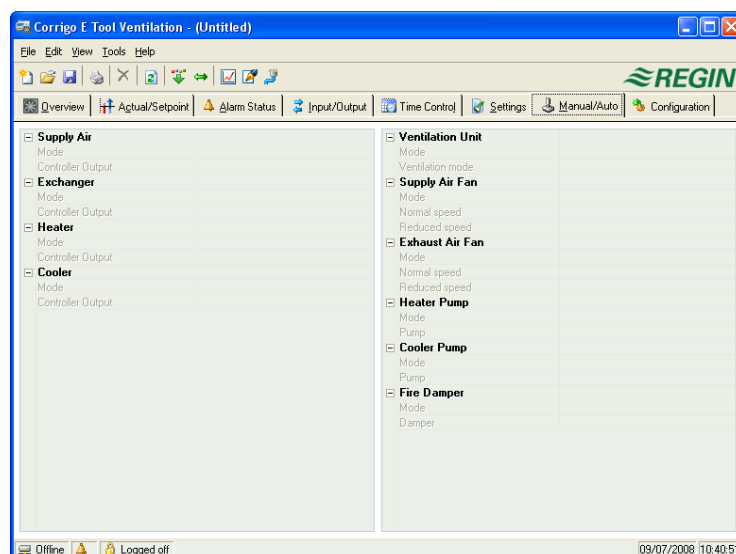 Corrigo E Tool Ventilation - (Untitled)
File Edit View Tools Help
REGIN
Overview Actual/Setpoint Alarm Status Input/Output Time Control Settings Manual/Auto Configuration
Supply Air
Mode
Controller Output
Exchanger
Mode
Controller Output
Heater
Mode
Controller Output
Cooler
Mode
Controller Output
Ventilation Unit
Mode
Ventilation mode
Supply Air Fan
Mode
Normal speed
Reduced speed
Exhaust Air Fan
Mode
Normal speed
Reduced speed
Heater Pump
Mode
Pump
Cooler Pump
Mode
Pump
Fire Damper
Mode
Damper
Offline Logged off 09/07/2008 10:40:5